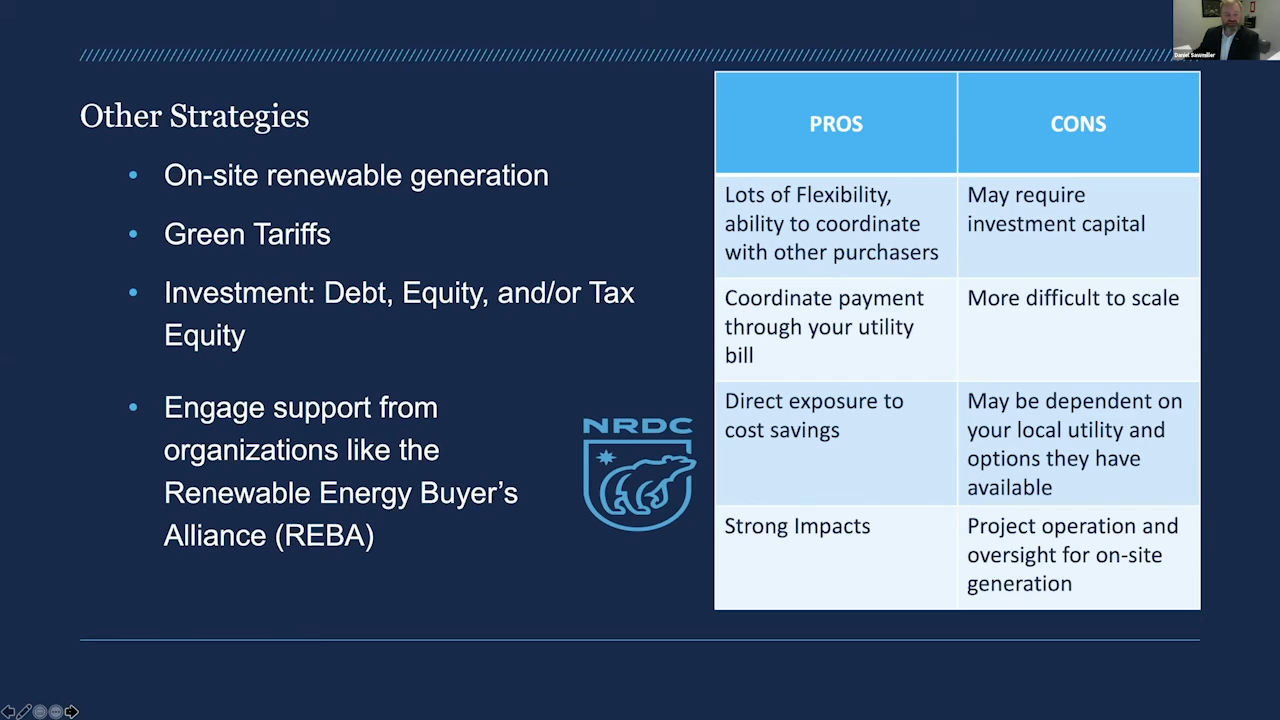 Daniel Sawmiller
Other Strategies
• On-site renewable generation
• Green Tariffs
• Investment: Debt, Equity, and/or Tax
Equity
• Engage support from
organizations like the
Renewable Energy Buyer’s
Alliance (REBA)
NRDC
PROS
CONS
Lots of Flexibility,
ability to coordinate
with other purchasers
May require
investment capital
Coordinate payment
through your utility
bill
More difficult to scale
Direct exposure to
cost savings
May be dependent on
your local utility and
options they have
available
Strong Impacts
Project operation and
oversight for on-site
generation